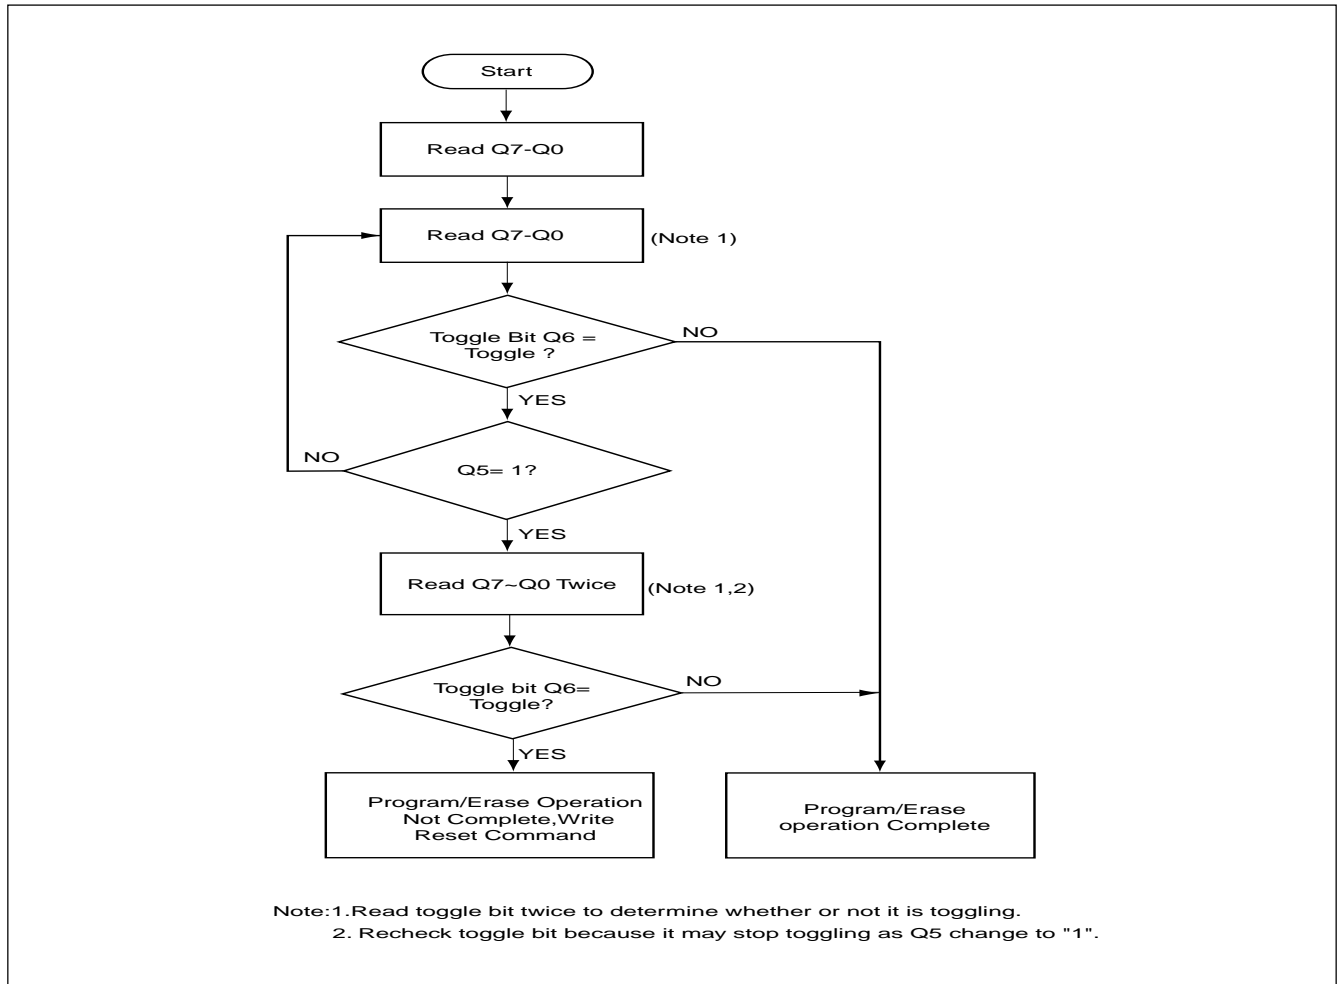 Start
Read Q7-Q0
Read Q7-Q0
(Note 1)
Toggle Bit Q6 =
Toggle ?
NO
YES
Q5= 1?
NO
YES
Read Q7~Q0 Twice
(Note 1,2)
Toggle bit Q6=
Toggle?
NO
YES
Program/Erase Operation
Not Complete,Write
Reset Command
Program/Erase
operation Complete
Note:1.Read toggle bit twice to determine whether or not it is toggling.
2. Recheck toggle bit because it may stop toggling as Q5 change to "1".